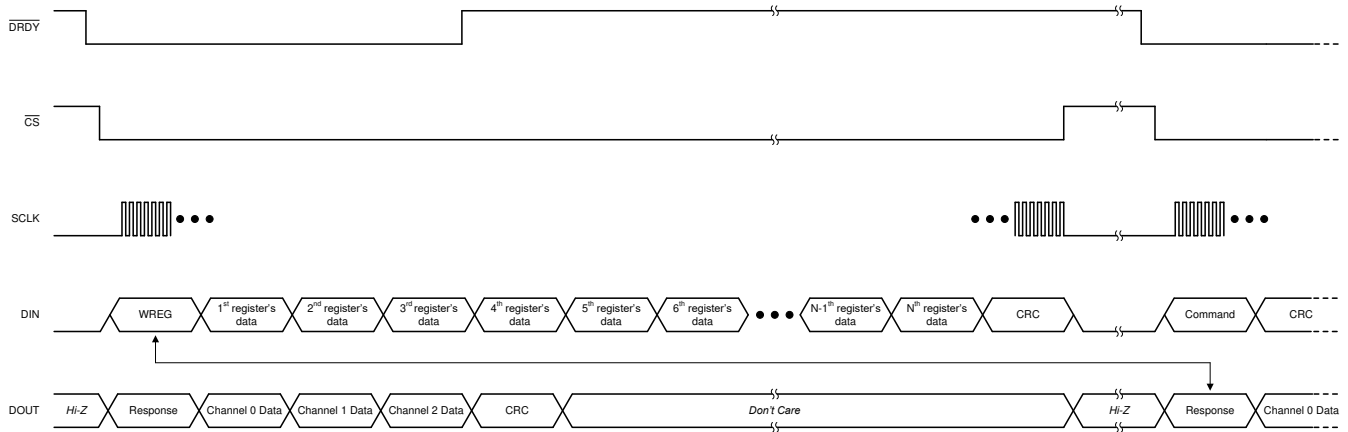 DRDY
CS
SCLK
DIN
WREG
1st register's
data
2nd register's
data
3rd register's
data
4th register's
data
5th register's
data
6th register's
data
N-1th register's
data
Nth register's
data
CRC
Command
CRC
DOUT
Hi-Z
Response
Channel 0 Data
Channel 1 Data
Channel 2 Data
CRC
Don't Care
Hi-Z
Response
Channel 0 Data